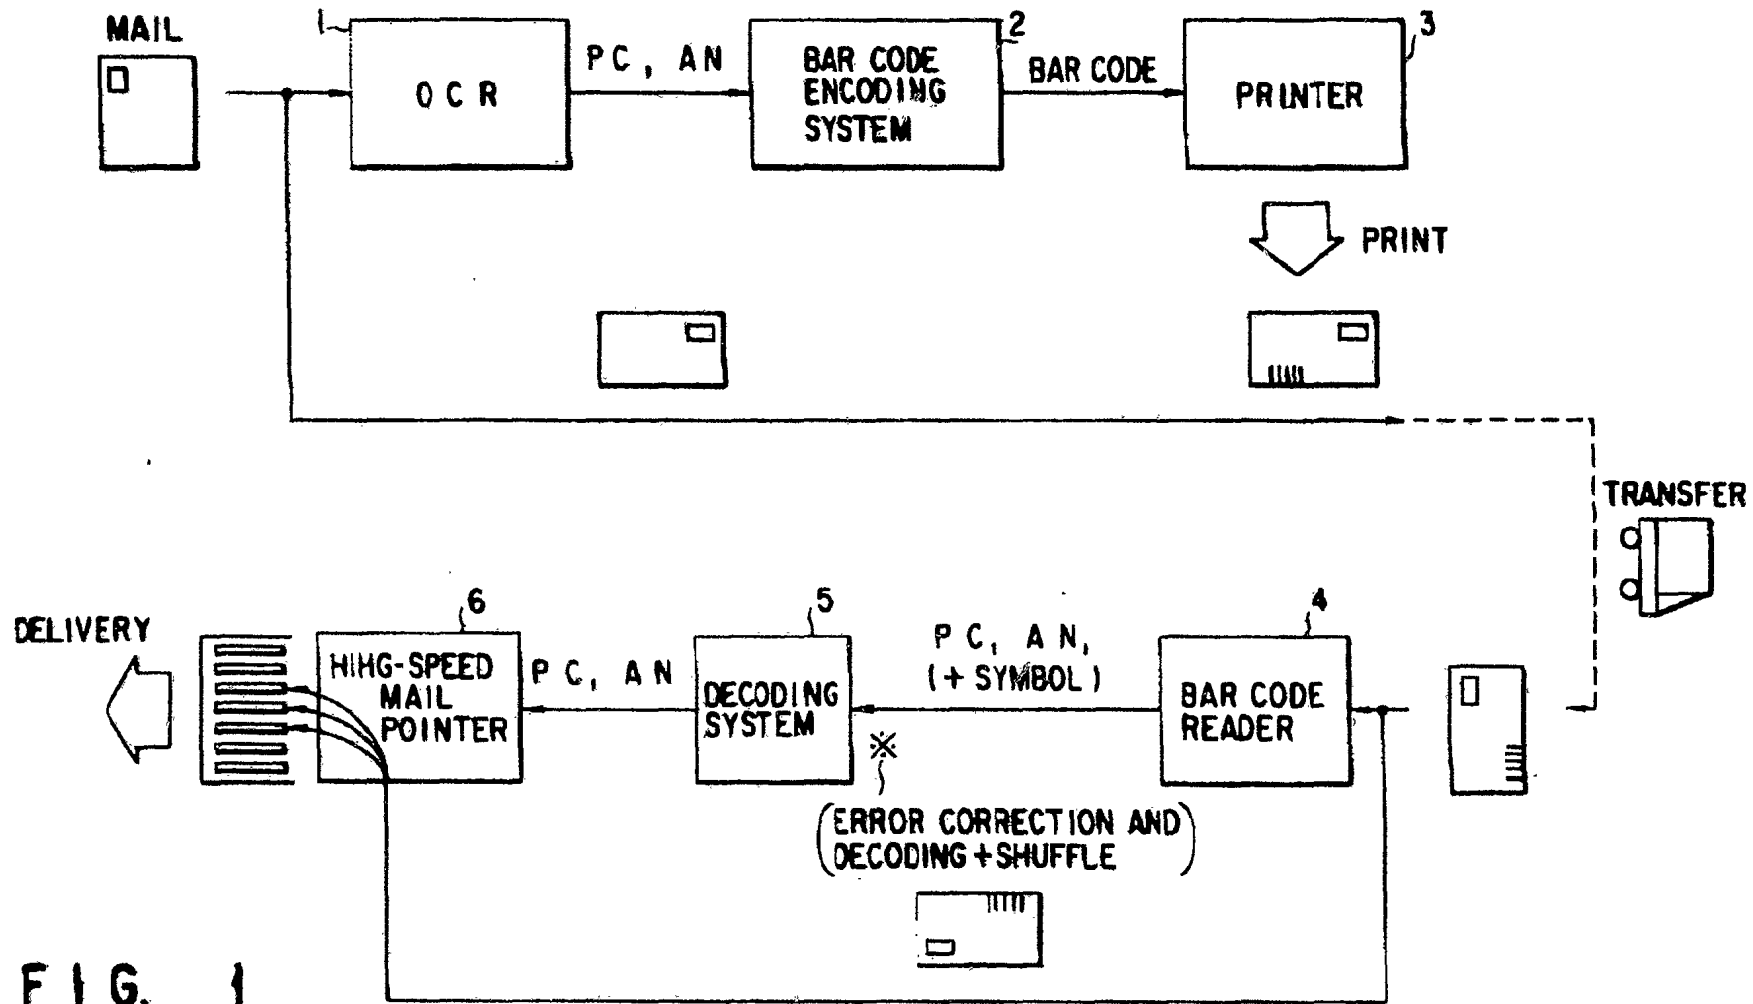 MAIL
1
OCR
PC, AN
2
BAR CODE
ENCODING
SYSTEM
BAR CODE
3
PRINTER
PRINT
TRANSFER
DELIVERY
6
HIHG-SPEED
MAIL
POINTER
PC, AN
5
DECODING
SYSTEM
PC, AN,
(+ SYMBOL)
4
BAR CODE
READER
※
(ERROR CORRECTION AND
DECODING + SHUFFLE)
FIG. 1